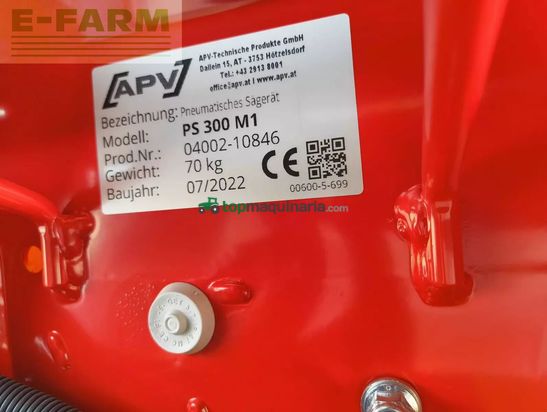 E-FARM
APV
APV-Technische Produkte GmbH
Dallein 15, AT - 3753 Hötzelsdorf
Tel.: +43 2913 8001
office@apv.at I www.apv.at
Bezeichnung: Pneumatisches Sägerät
Modell: PS 300 M1
Prod.Nr.: 04002-10846
Gewicht: 70 kg
Baujahr: 07/2022
00600-5-699
topmaquinaria.com